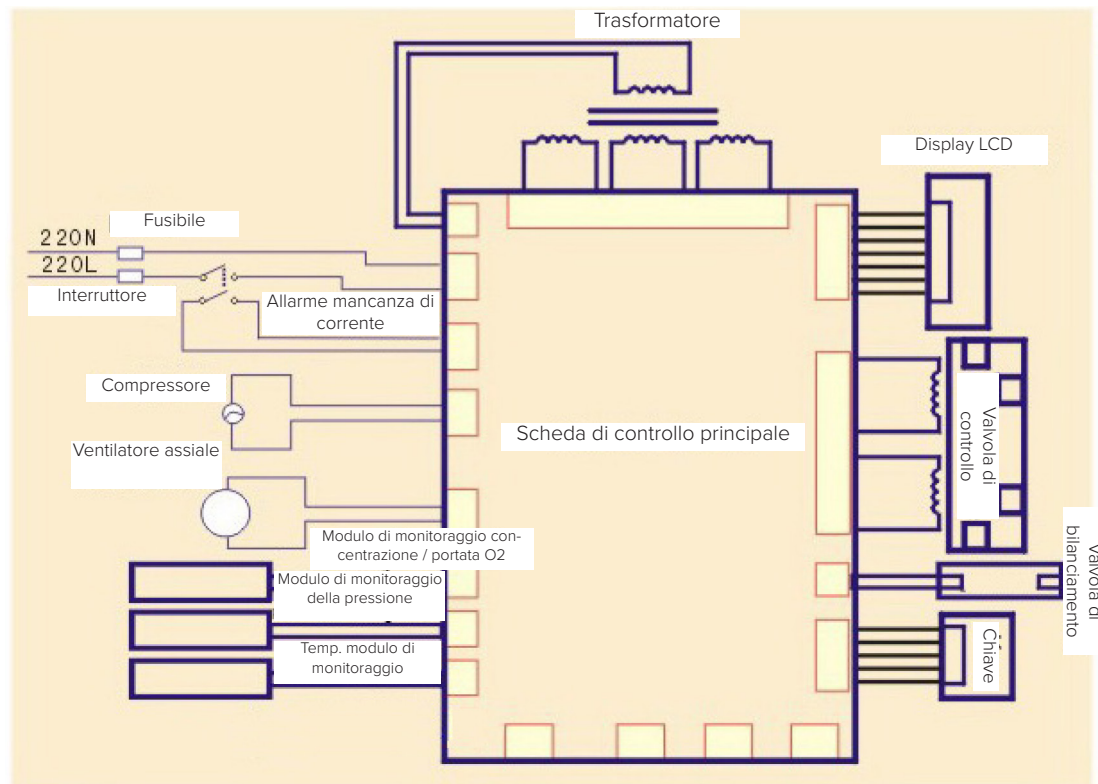 Trasformatore
Display LCD
Fusibile
220N
220L
Interruttore
Allarme mancanza di
corrente
Compressore
Scheda di controllo principale
Valvola di
controllo
Ventilatore assiale
Modulo di monitoraggio con-
centrazione / portata O2
Modulo di monitoraggio
della pressione
Valvola di
bilanciamento
Temp. modulo di
monitoraggio
Chiave